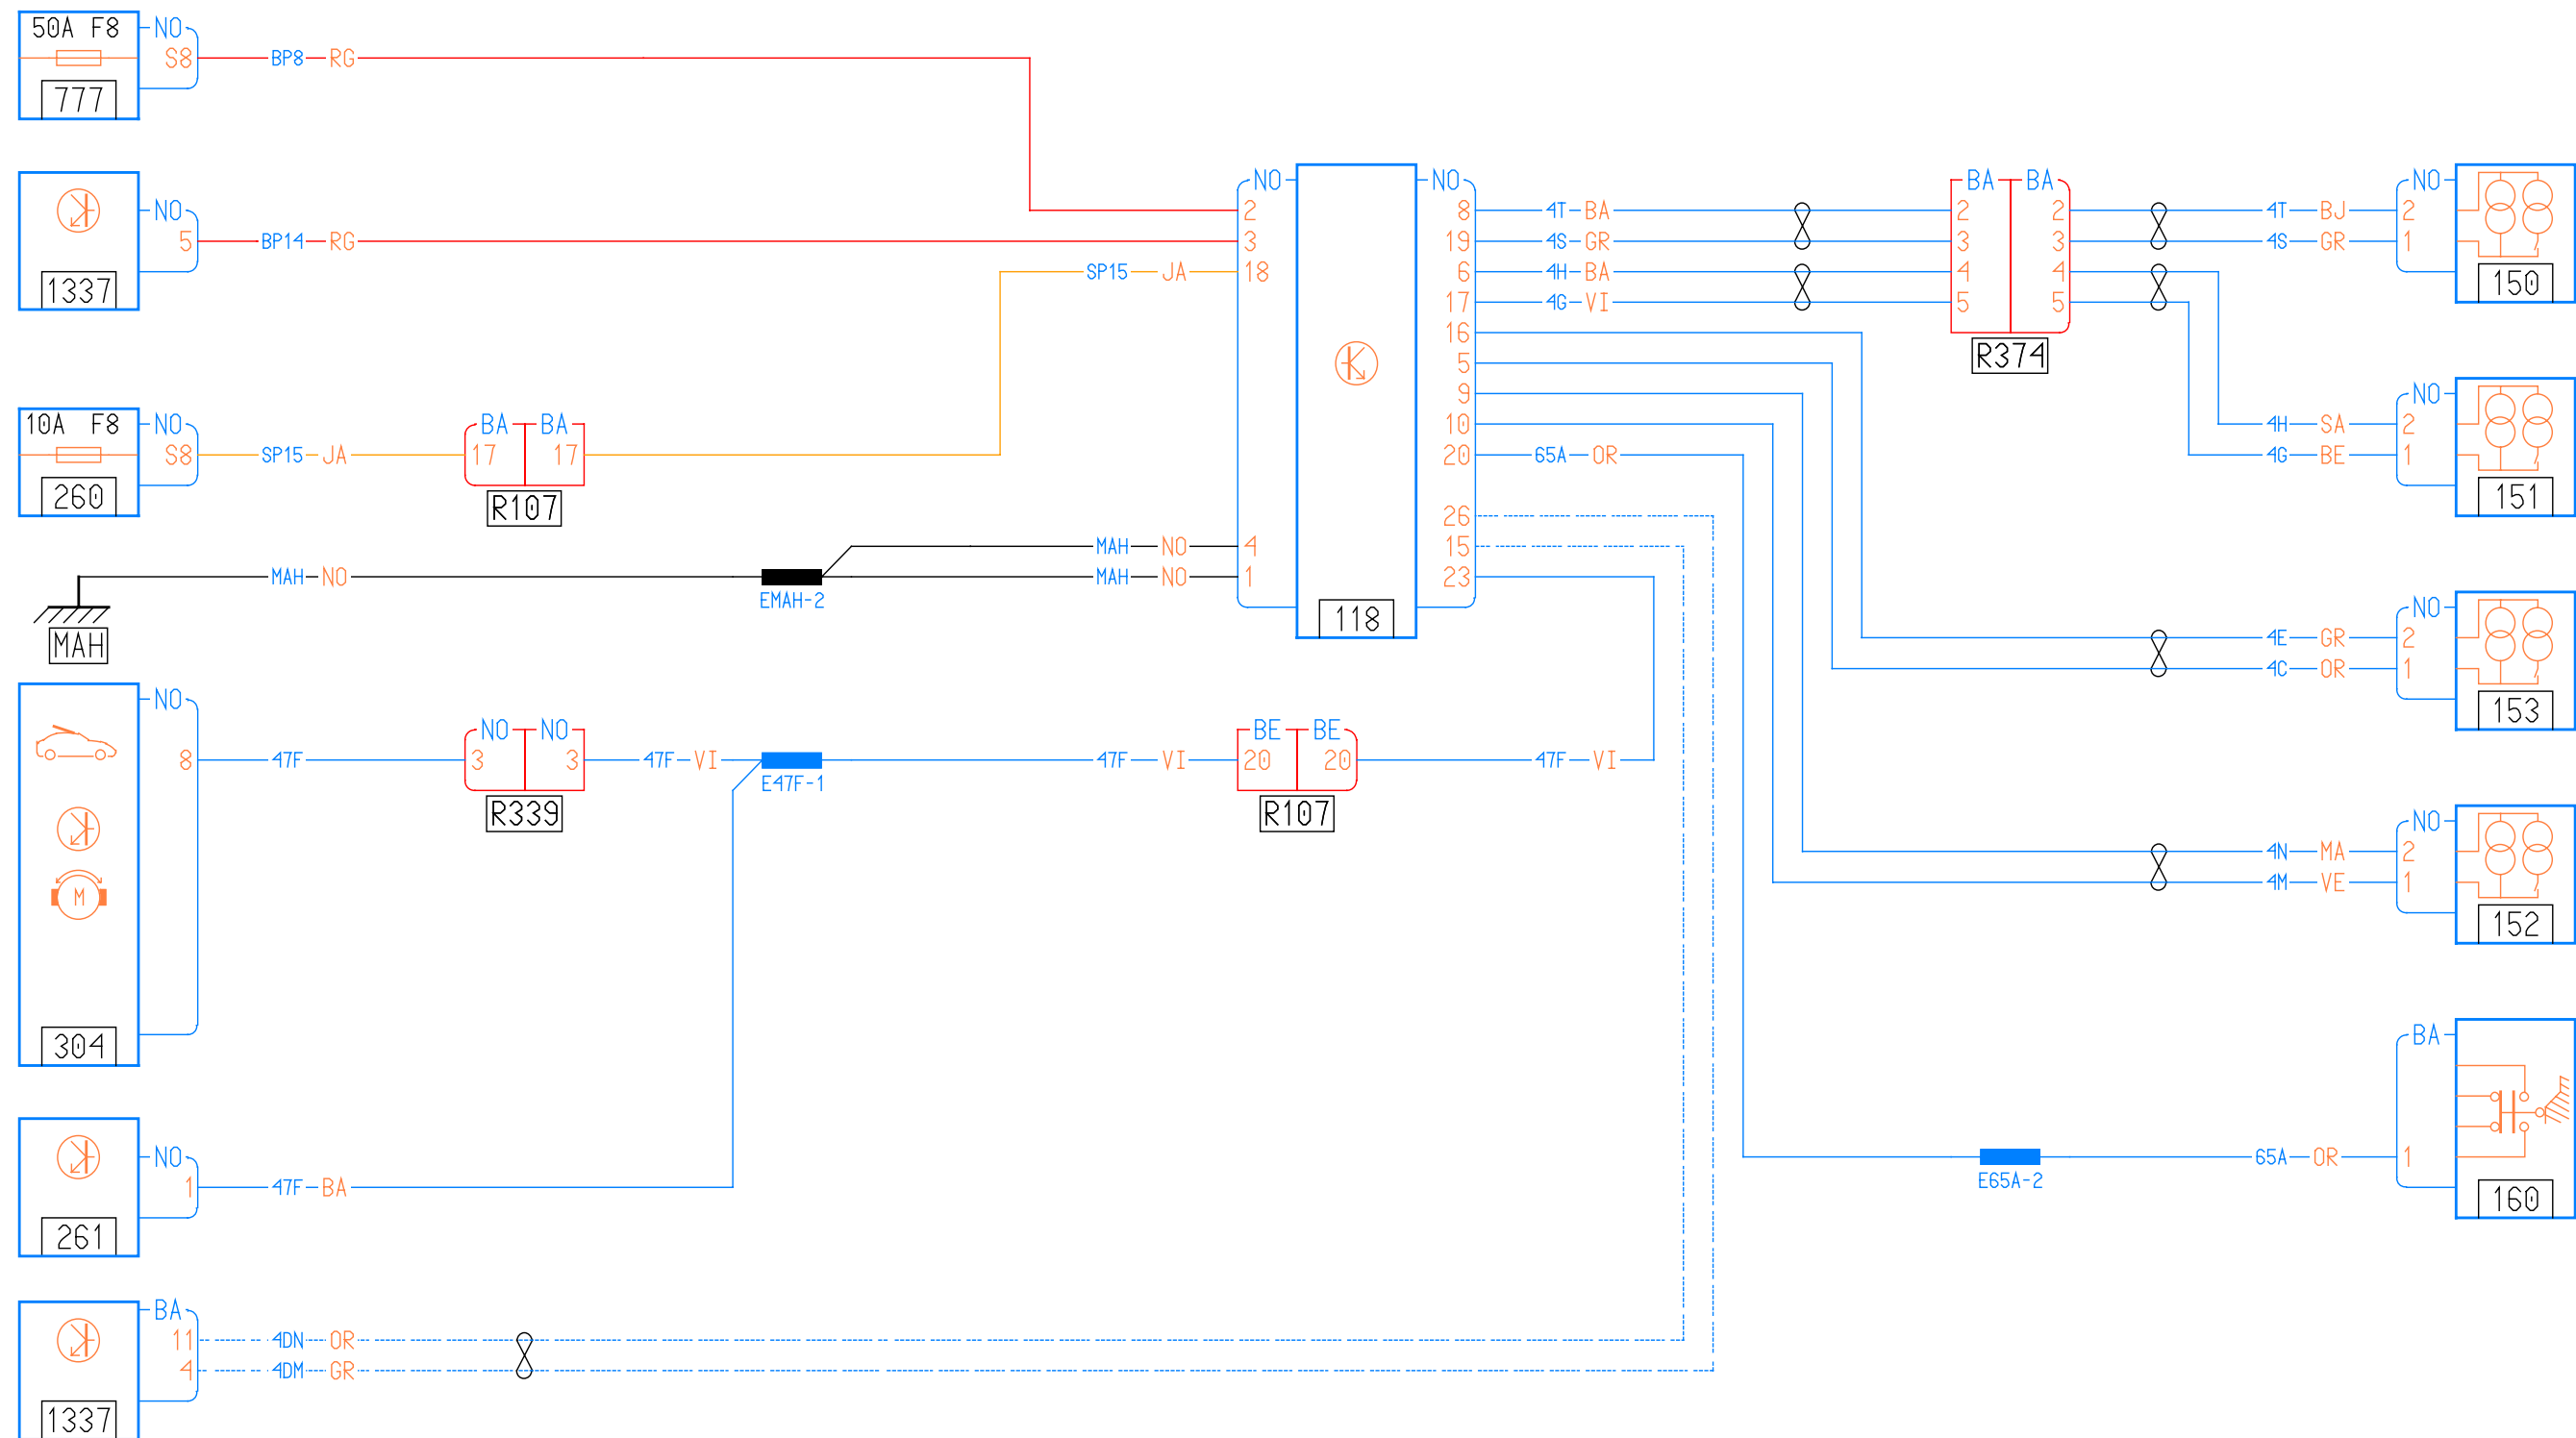 50A F8 NO
S8 BP8 RG
777
NO NO BA BA NO
NO 2 8 4T BA 2 2 4T BJ 2
5 BP14 RG 3 19 4S GR 3 3 4S GR 1
SP15 JA 18 6 4H BA 4 4
1337 17 4G VI 5 5 150
16
R374
5
9 NO
10A F8 NO BA BA 10 4H SA 2
S8 SP15 JA 17 17 20 65A OR 4G BE 1
260 151
R107
26
MAH NO 4 15
MAH NO MAH NO 1 23
EMAH-2
118 NO
MAH 4E GR 2
4C OR 1
NO 153
NO NO BE BE
8 47F 3 3 47F VI 47F VI 20 20 47F VI
E47F-1
R339 R107 NO
4N MA 2
4M VE 1
M
152
304 BA
NO 65A OR 1
E65A-2
1 47F BA
160
261
BA
11 4DN OR
4 4DM GR
1337